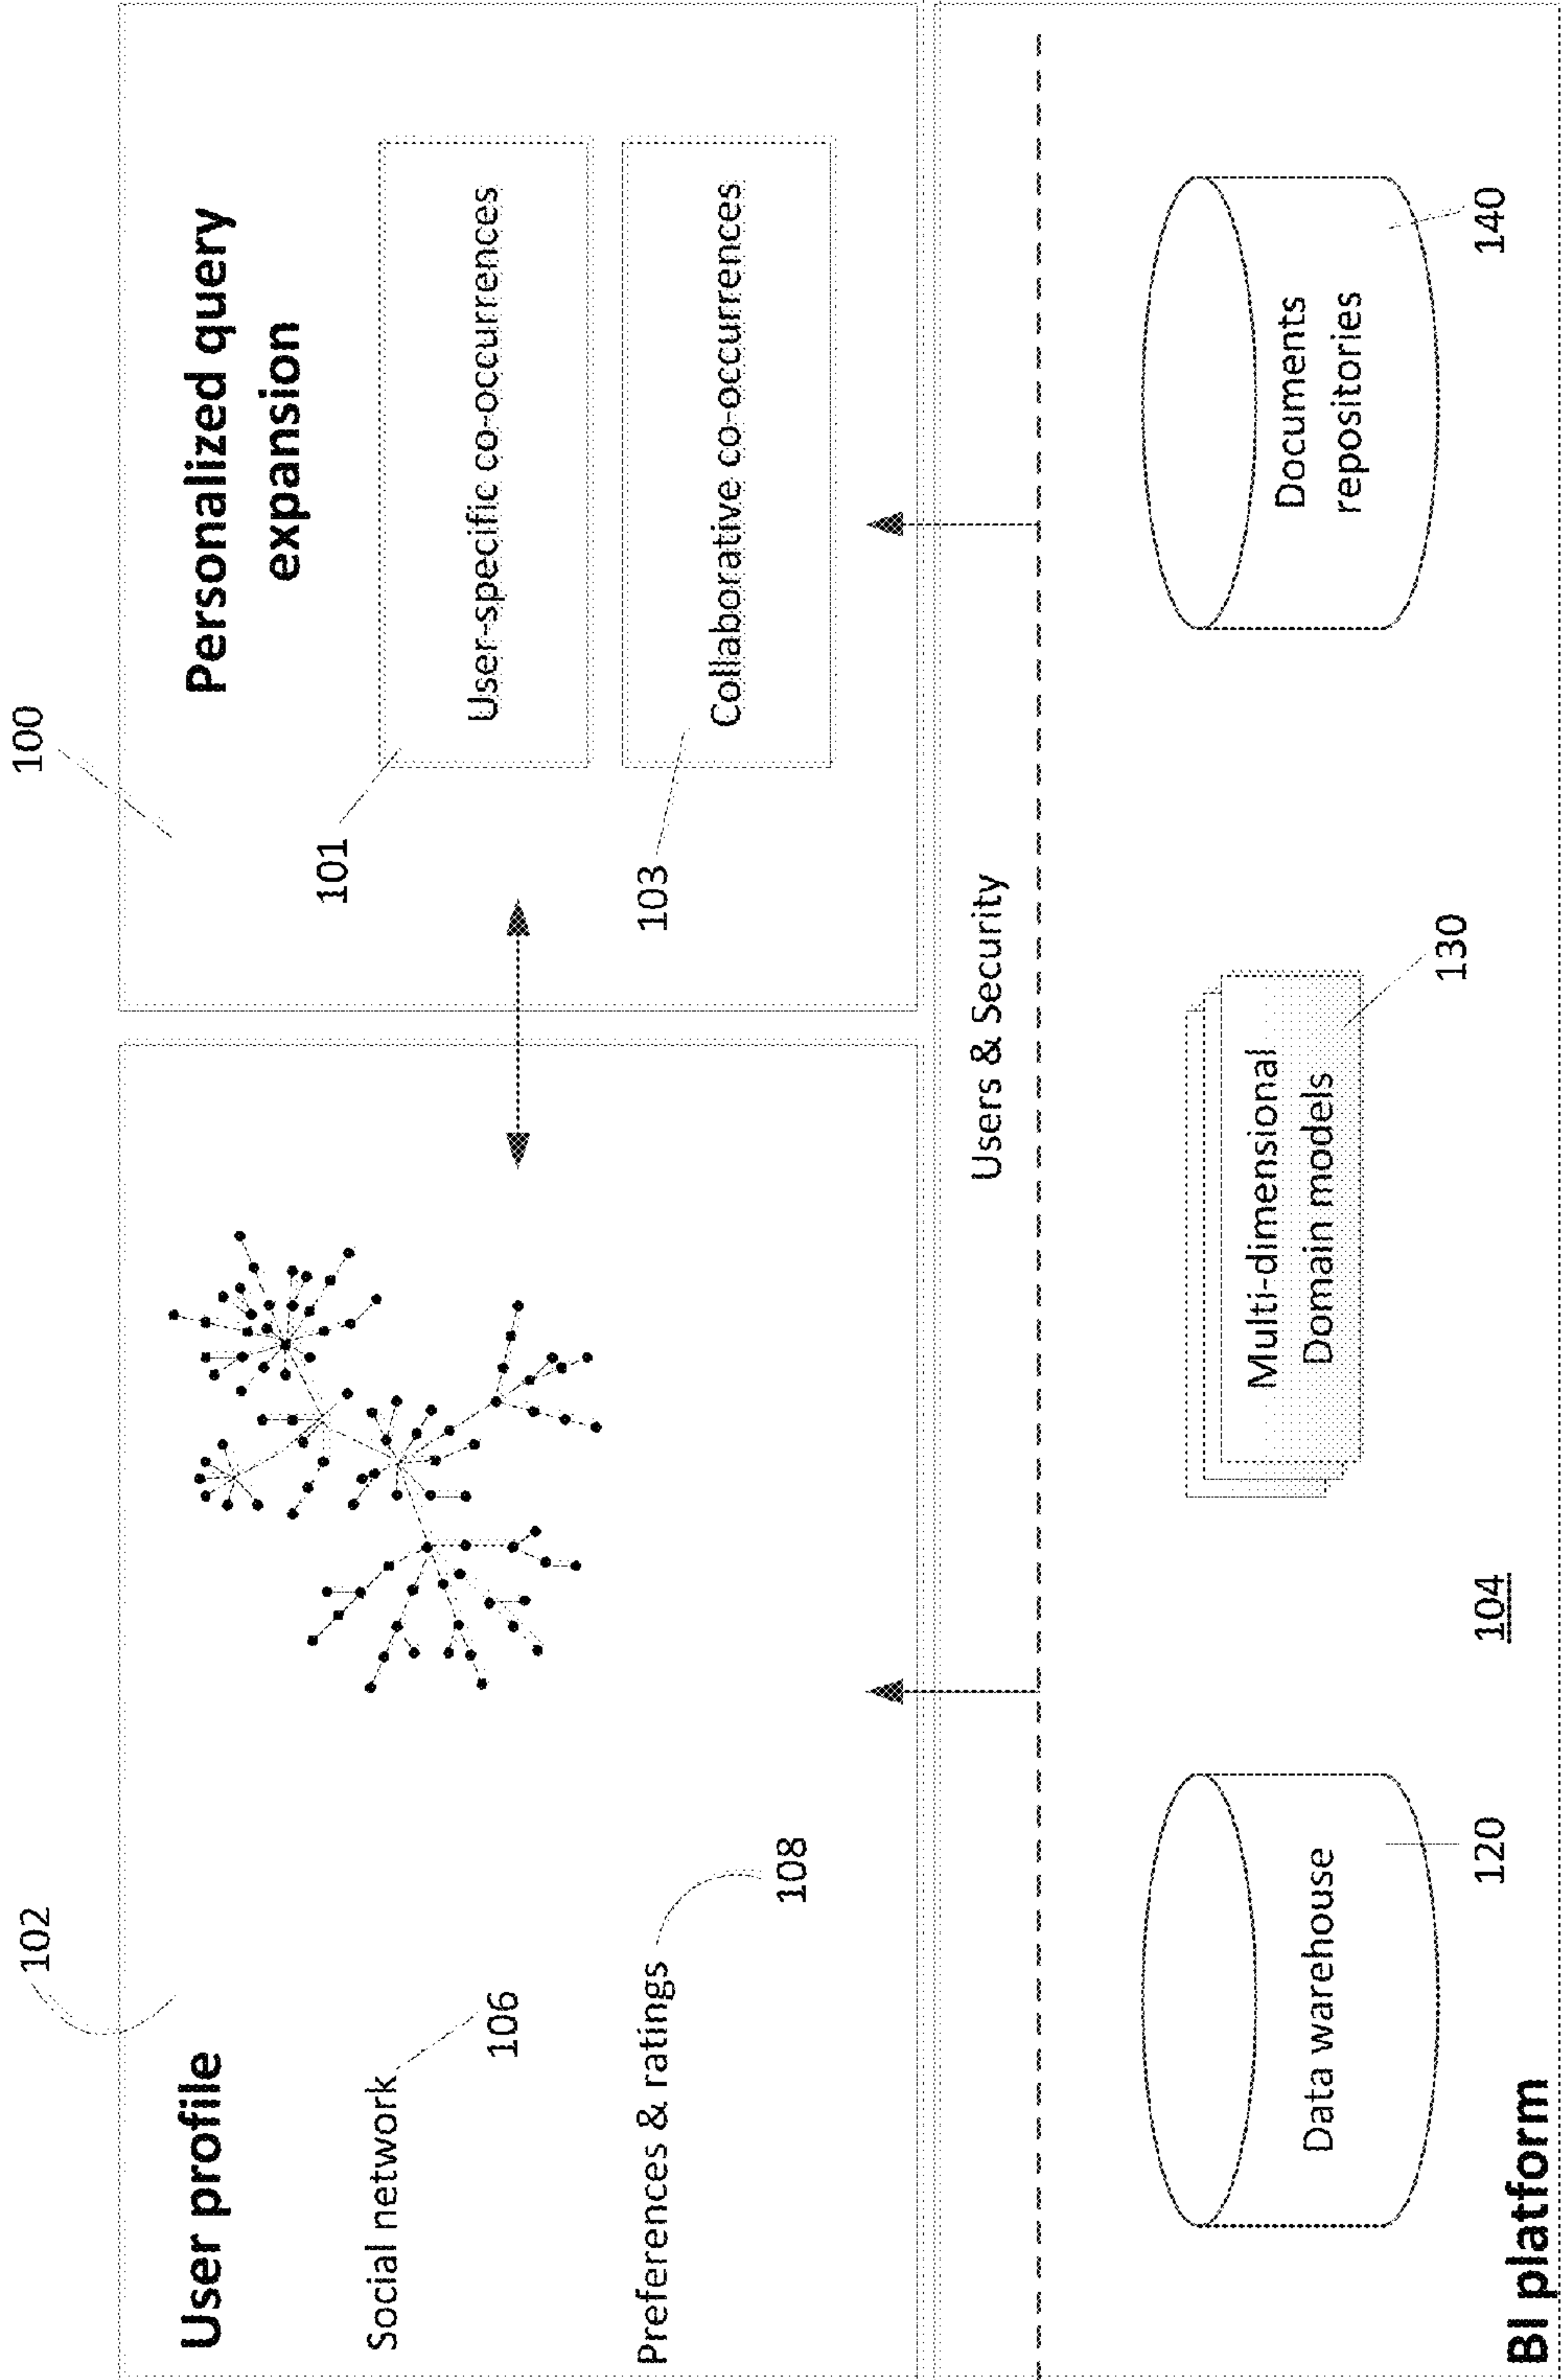 102
User profile
Social network
106
Preferences & ratings
108
100
Personalized query
expansion
101
User-specific co-occurrences
103
Collaborative co-occurrences
Users & Security
Data warehouse
120
Multi-dimensional
Domain models
130
Documents
repositories
140
BI platform
104